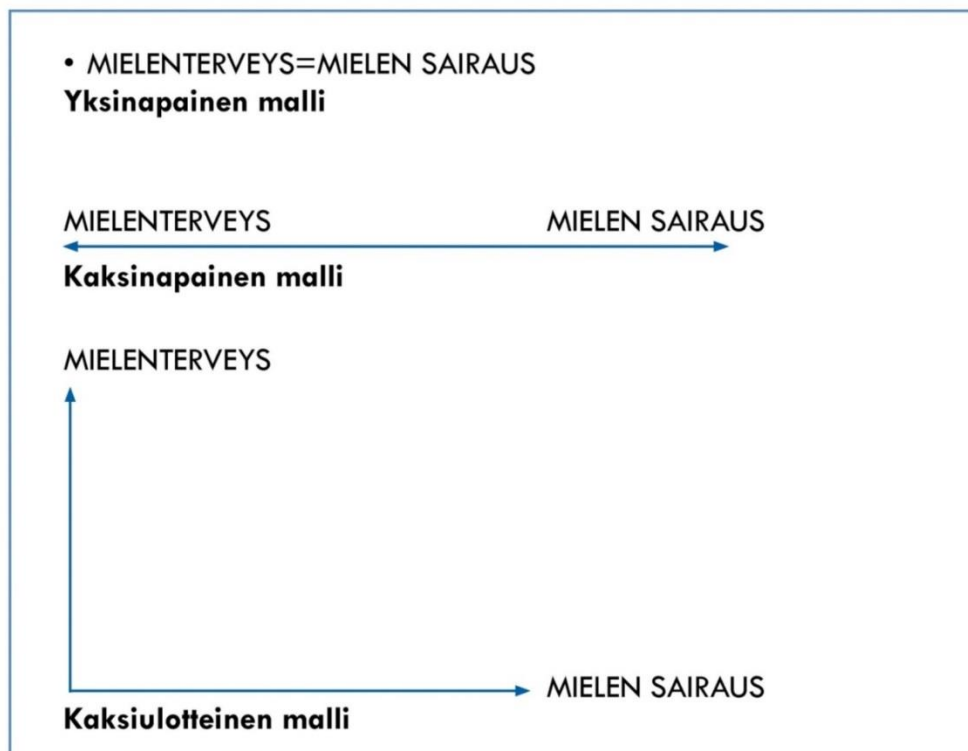 • MIELENTERVEYS=MIELEN SAIRAUS
Yksinapainen malli
MIELENTERVEYS MIELEN SAIRAUS
Kaksinapainen malli
MIELENTERVEYS
MIELEN SAIRAUS
Kaksiulotteinen malli